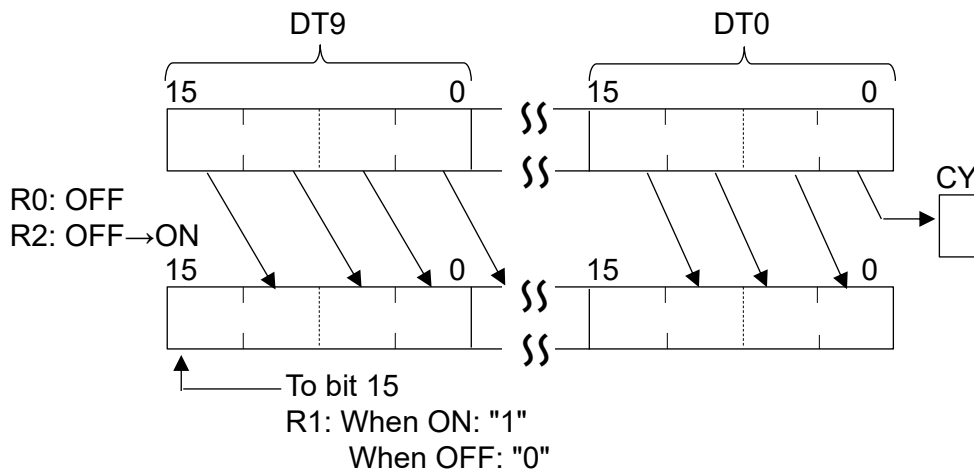 DT9 DT0
15 0 15 0
CY
R0: OFF
R2: OFF→ON
15 0 15 0
To bit 15
R1: When ON: "1"
When OFF: "0"